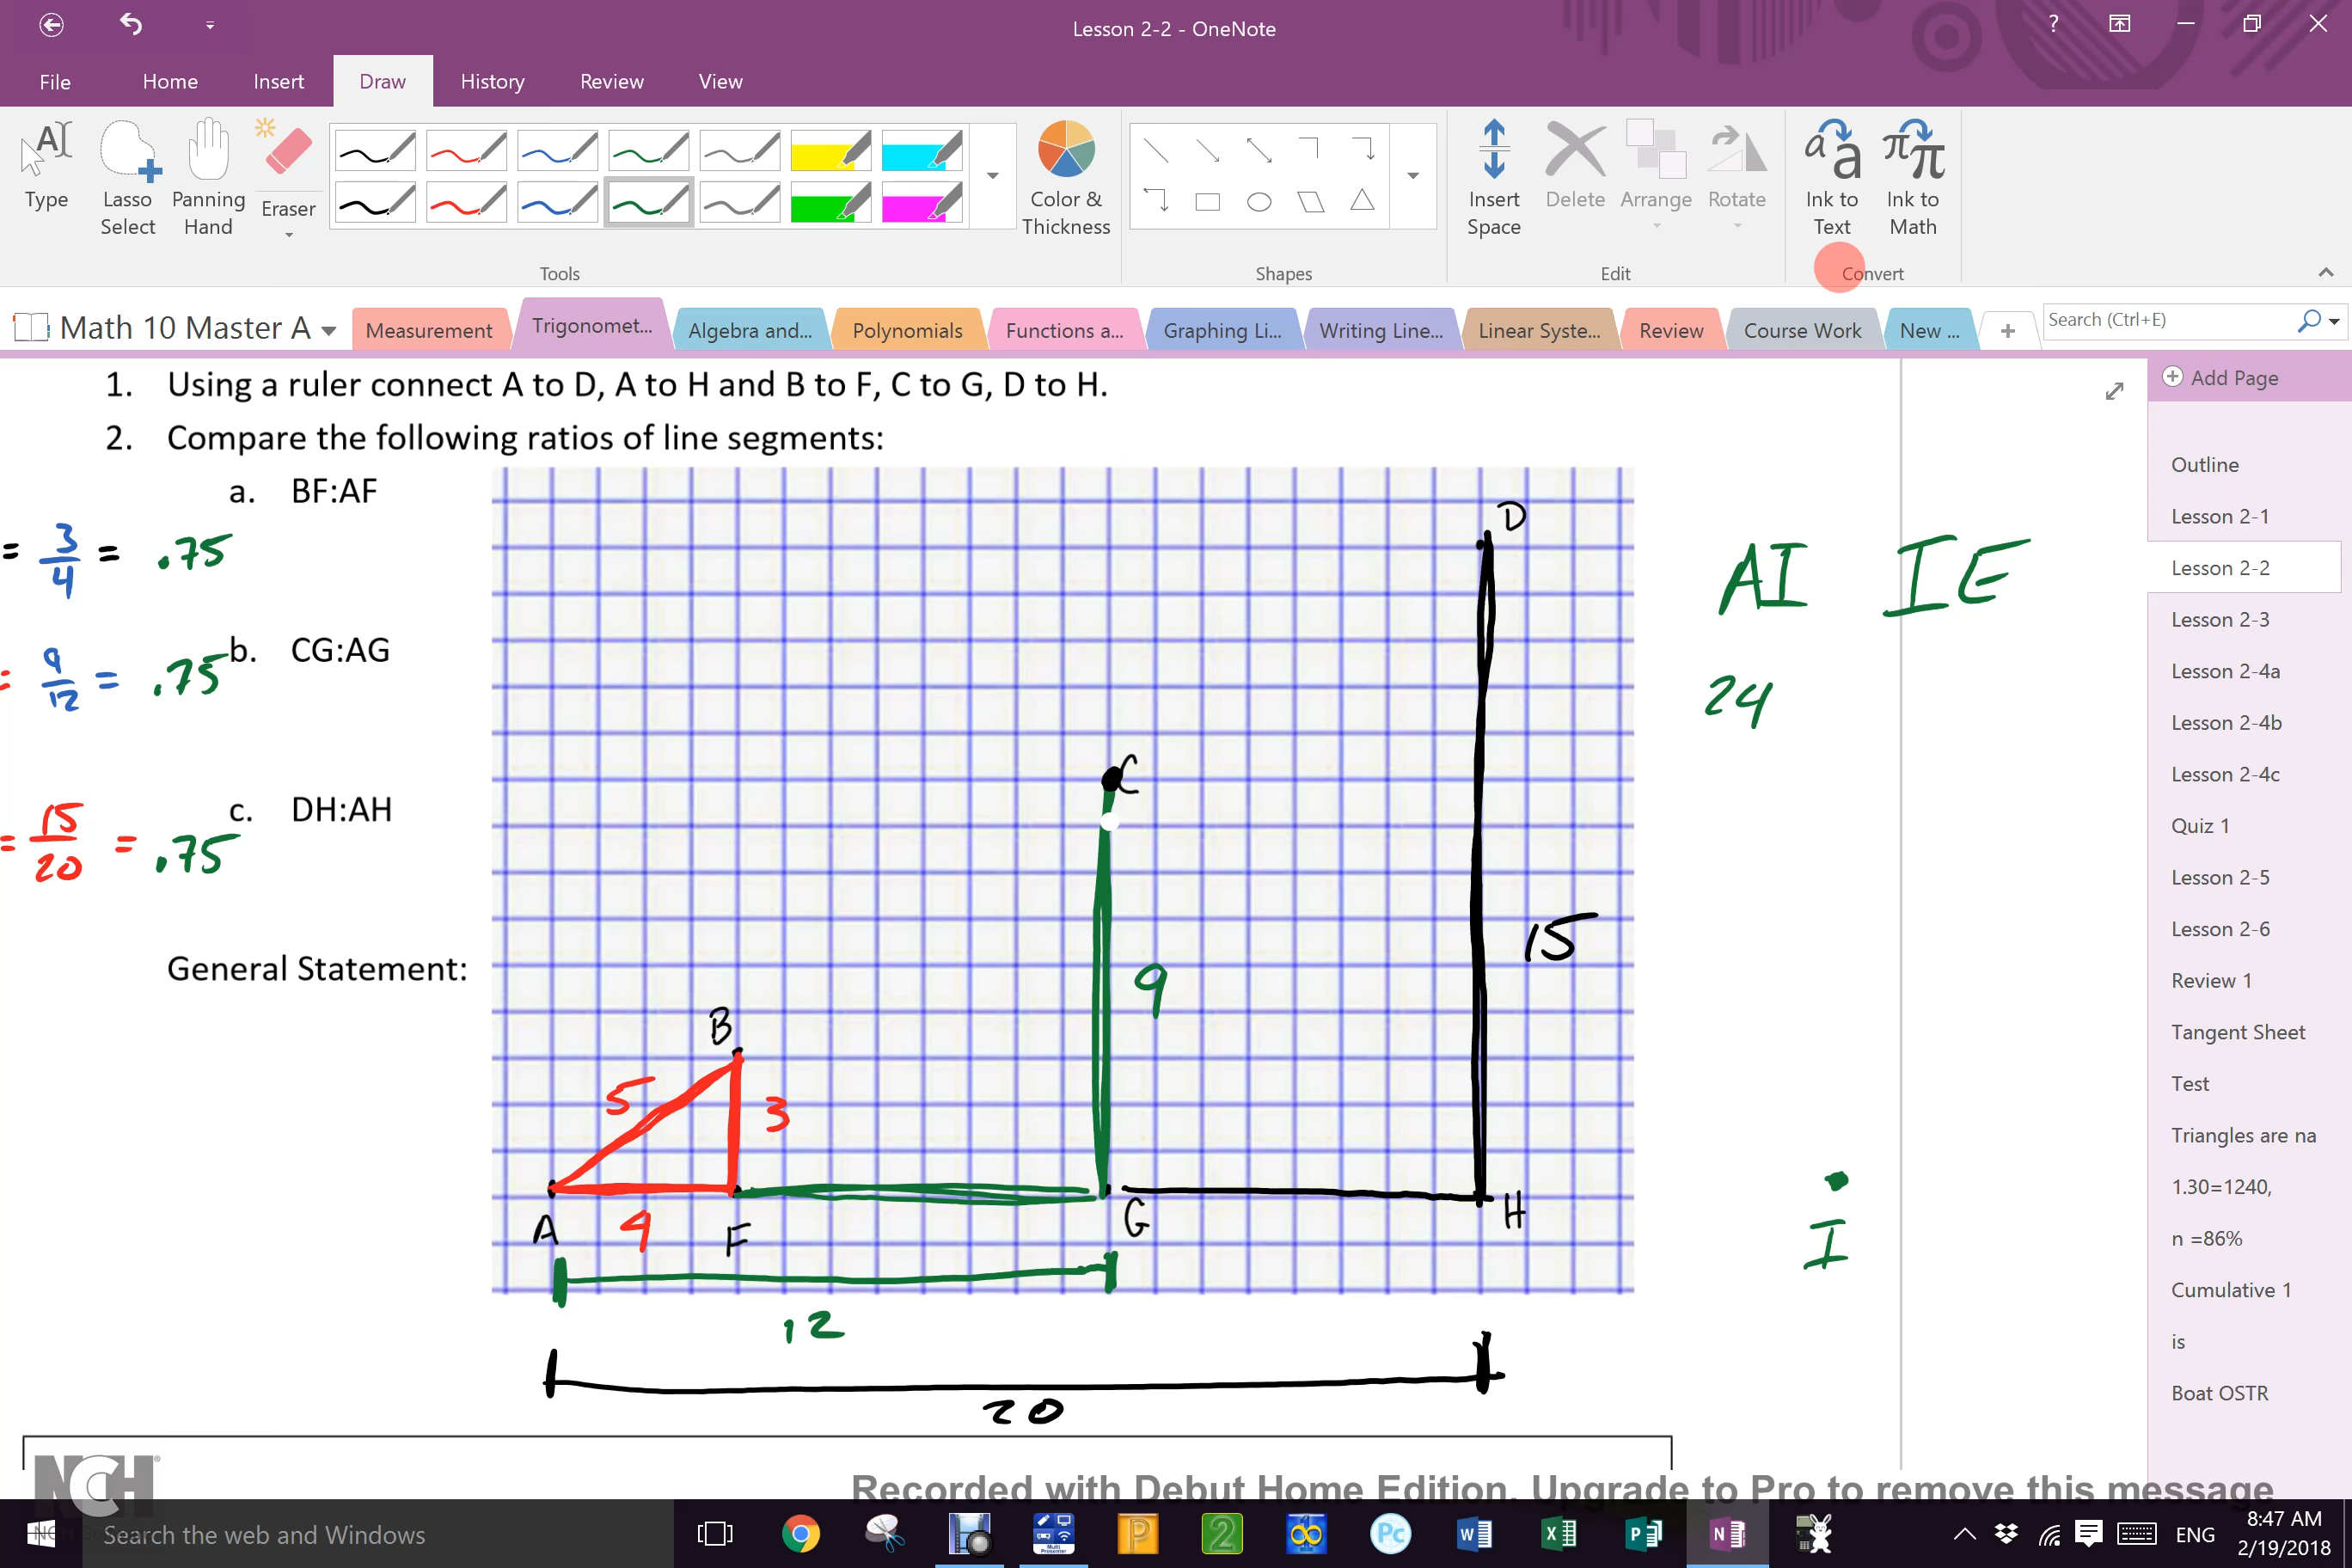 Lesson 2-2 - OneNote
?
File Home Insert Draw History Review View
Type
Lasso Select
Panning Hand
Eraser
Color & Thickness
Insert Space
Delete
Arrange
Rotate
Ink to Text
Ink to Math
Tools Shapes Edit Convert
Math 10 Master A
Measurement Trigonomet... Algebra and... Polynomials Functions a... Graphing Li... Writing Line... Linear Syste... Review Course Work New ... +
Search (Ctrl+E)
1. Using a ruler connect A to D, A to H and B to F, C to G, D to H.
2. Compare the following ratios of line segments:
a. BF:AF
= 3/4 = .75
b. CG:AG
= 9/12 = .75
c. DH:AH
= 15/20 = .75
General Statement:
D
C
B
5
3
9
15
A 4 F G H
12
20
AI IE
24
I
Add Page
Outline
Lesson 2-1
Lesson 2-2
Lesson 2-3
Lesson 2-4a
Lesson 2-4b
Lesson 2-4c
Quiz 1
Lesson 2-5
Lesson 2-6
Review 1
Tangent Sheet
Test
Triangles are na
1.30=1240,
n =86%
Cumulative 1
is
Boat OSTR
NCH
Recorded with Debut Home Edition. Upgrade to Pro to remove this message
Search the web and Windows
ENG
8:47 AM
2/19/2018